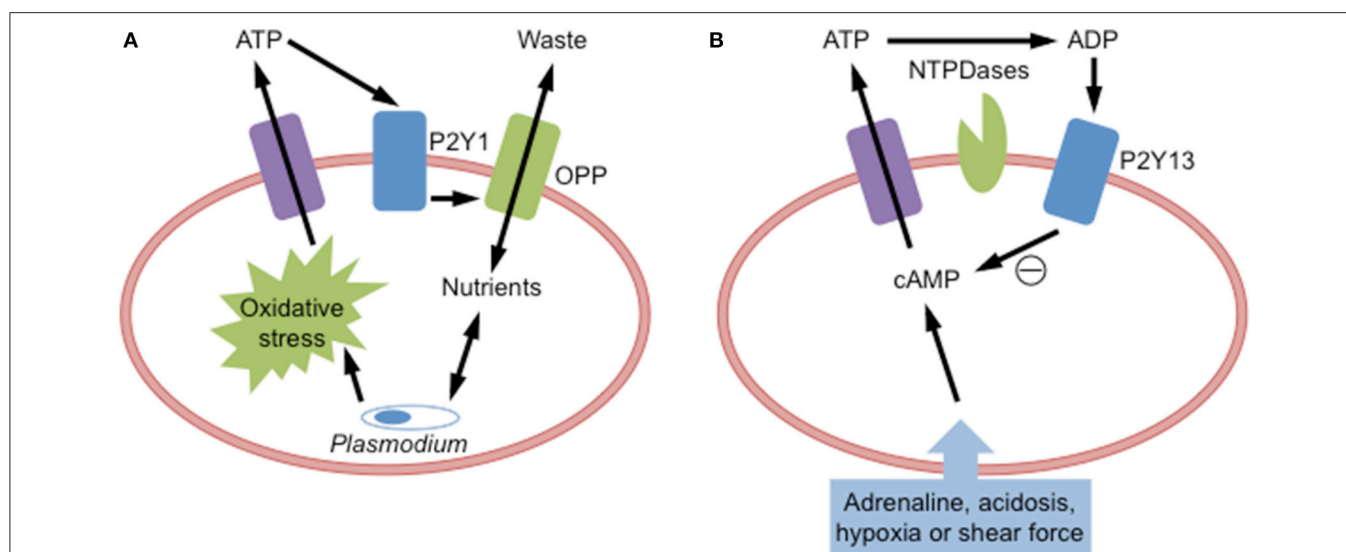 A
ATP
Waste
P2Y1
OPP
Nutrients
Oxidative
stress
Plasmodium
B
ATP
ADP
NTPDases
P2Y13
cAMP
−
Adrenaline, acidosis,
hypoxia or shear force